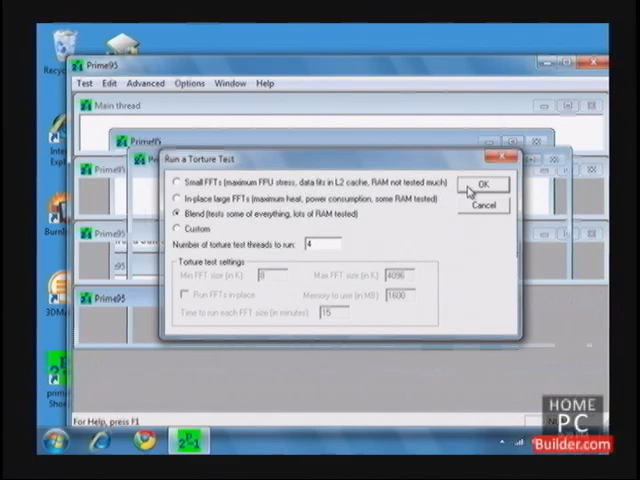 Prime95
Test Edit Advanced Options Window Help
Main thread
Prime95
Run a Torture Test
Small FFTs (maximum FPU stress, data fits in L2 cache, RAM not tested much)
OK
In-place large FFTs (maximum heat, power consumption, some RAM tested)
Blend (tests some of everything, lots of RAM tested)
Cancel
Custom
Number of torture test threads to run: 4
Torture test settings
Min FFT size (in K): 8 Max FFT size (in K): 4096
Run FFTs in-place Memory to use (in MB): 1600
Time to run each FFT size (in minutes): 15
Prime95
Prime95
Prime95
For Help, press F1
HOME
PC
Builder.com